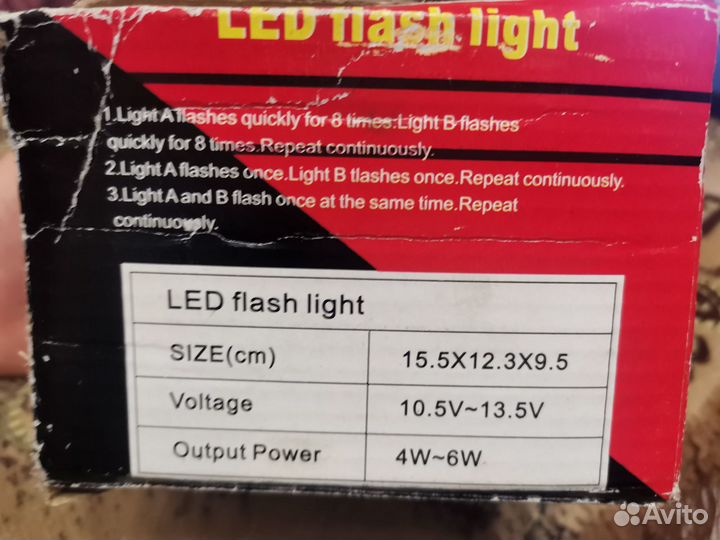 LED flash light
1.Light A flashes quickly for 8 times.Light B flashes
quickly for 8 times.Repeat continuously.
2.Light A flashes once.Light B tlashes once.Repeat continuously.
3.Light A and B flash once at the same time.Repeat
continuously.
LED flash light
SIZE(cm) 15.5X12.3X9.5
Voltage 10.5V~13.5V
Output Power 4W~6W
Avito